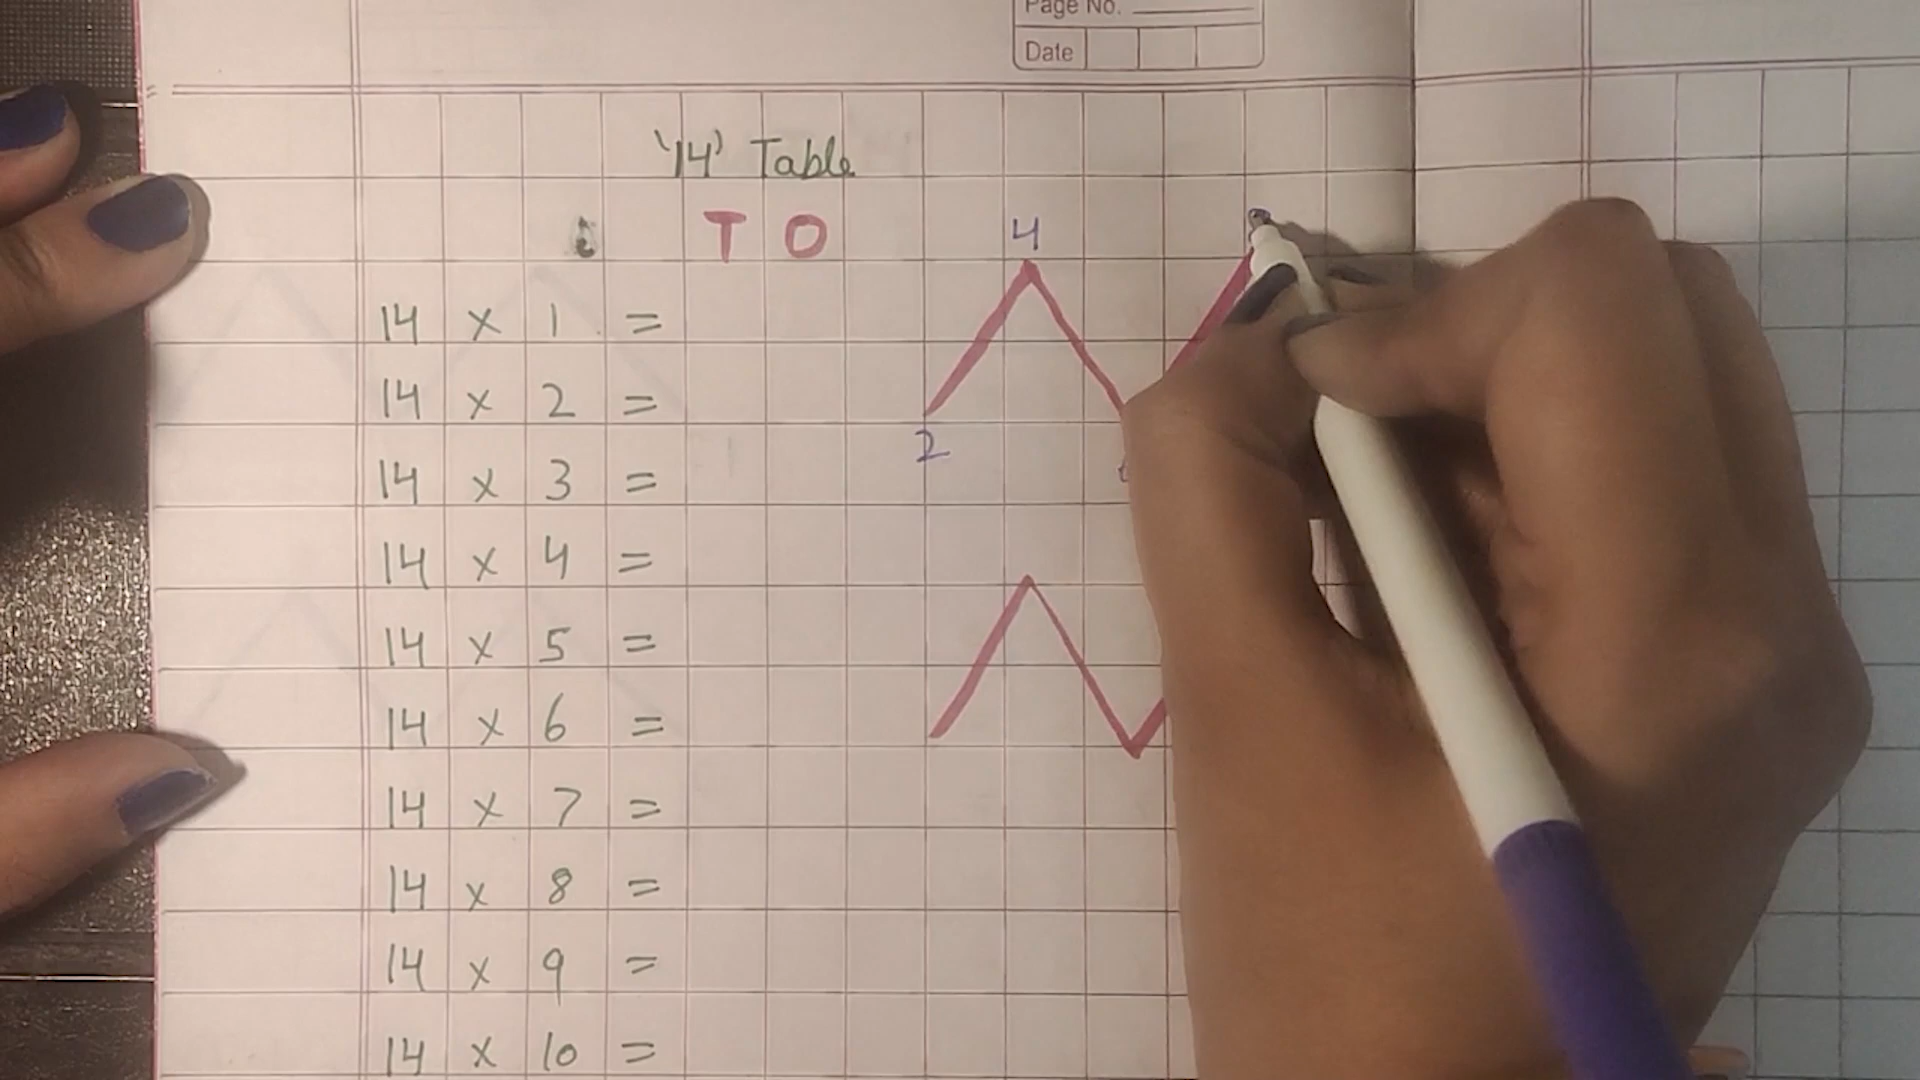 Page No.
Date
'14' Table
T O
4
14 x 1 =
14 x 2 =
2
14 x 3 =
14 x 4 =
14 x 5 =
14 x 6 =
14 x 7 =
14 x 8 =
14 x 9 =
14 x 10 =